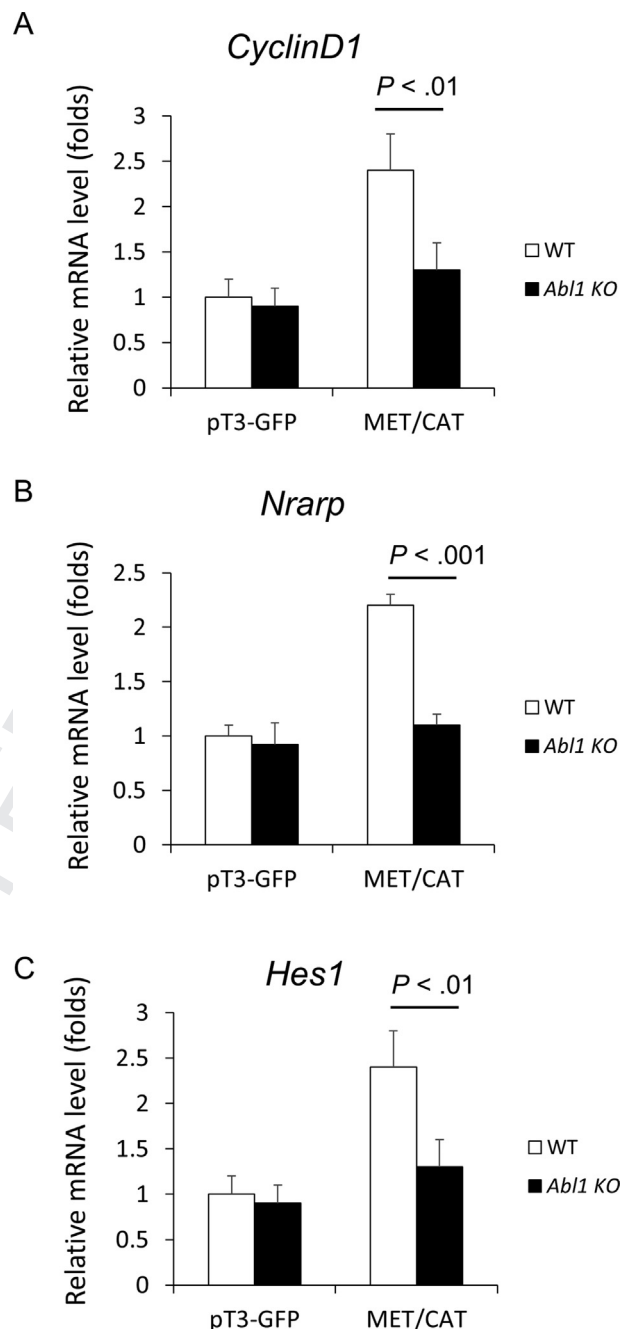 A
CyclinD1
P < .01
Relative mRNA level (folds)
3
2.5
2
1.5
1
0.5
0
pT3-GFP
MET/CAT
WT
Abl1 KO
B
Nrarp
P < .001
Relative mRNA level (folds)
2.5
2
1.5
1
0.5
0
pT3-GFP
MET/CAT
WT
Abl1 KO
C
Hes1
P < .01
Relative mRNA level (folds)
3
2.5
2
1.5
1
0.5
0
pT3-GFP
MET/CAT
WT
Abl1 KO